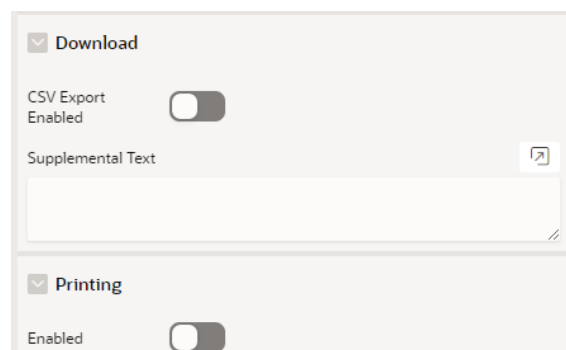 Download
CSV Export
Enabled
Supplemental Text
Printing
Enabled